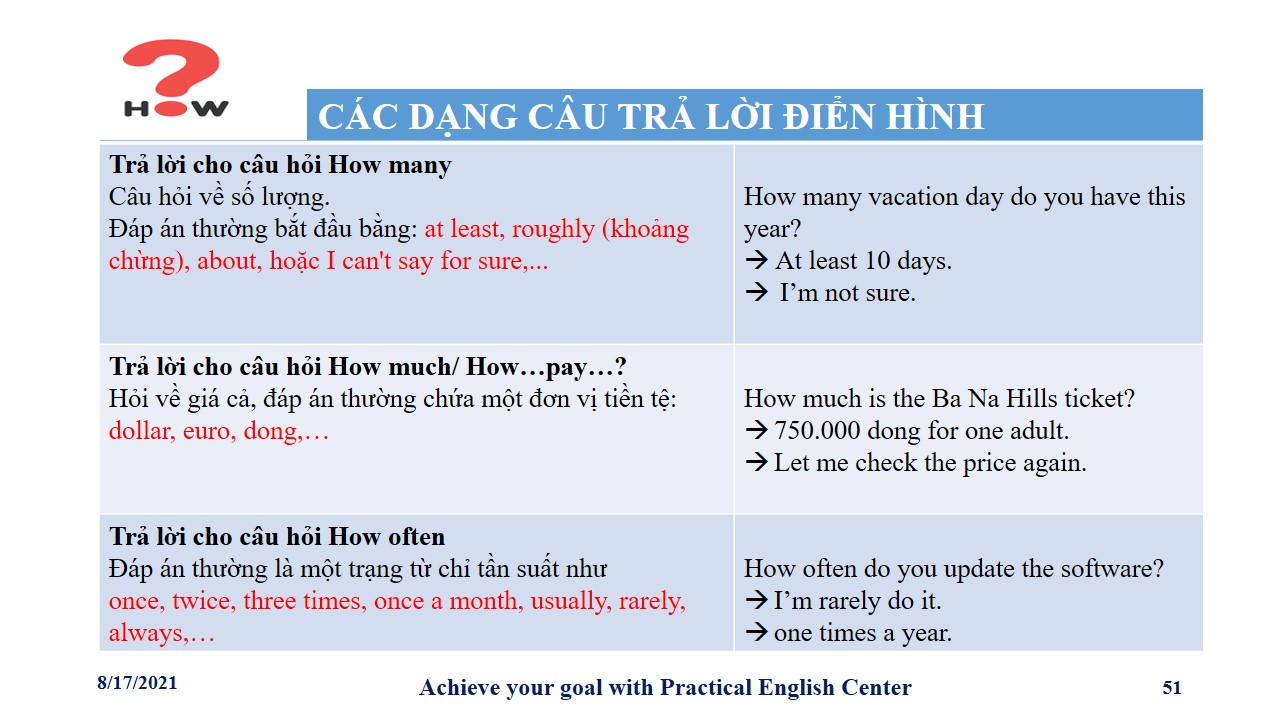 HOW
CÁC DẠNG CÂU TRẢ LỜI ĐIỂN HÌNH
Trả lời cho câu hỏi How many
Câu hỏi về số lượng.
Đáp án thường bắt đầu bằng: at least, roughly (khoảng
chừng), about, hoặc I can't say for sure,...
How many vacation day do you have this
year?
→ At least 10 days.
→ I’m not sure.
Trả lời cho câu hỏi How much/ How…pay…?
Hỏi về giá cả, đáp án thường chứa một đơn vị tiền tệ:
dollar, euro, dong,…
How much is the Ba Na Hills ticket?
→ 750.000 dong for one adult.
→ Let me check the price again.
Trả lời cho câu hỏi How often
Đáp án thường là một trạng từ chỉ tần suất như
once, twice, three times, once a month, usually, rarely,
always,…
How often do you update the software?
→ I’m rarely do it.
→ one times a year.
8/17/2021
Achieve your goal with Practical English Center
51